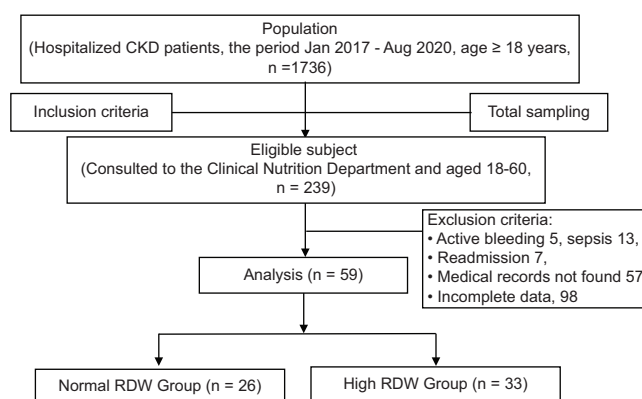 Population
(Hospitalized CKD patients, the period Jan 2017 - Aug 2020, age ≥ 18 years,
n =1736)
Inclusion criteria
Total sampling
Eligible subject
(Consulted to the Clinical Nutrition Department and aged 18-60,
n = 239)
Exclusion criteria:
• Active bleeding 5, sepsis 13,
• Readmission 7,
• Medical records not found 57
• Incomplete data, 98
Analysis (n = 59)
Normal RDW Group (n = 26)
High RDW Group (n = 33)